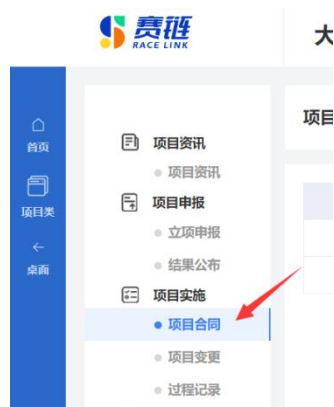 赛链
RACE LINK
大
首页
项目类
桌面
项目资讯
项目资讯
项目申报
立项申报
结果公布
项目实施
项目合同
项目变更
过程记录
项目